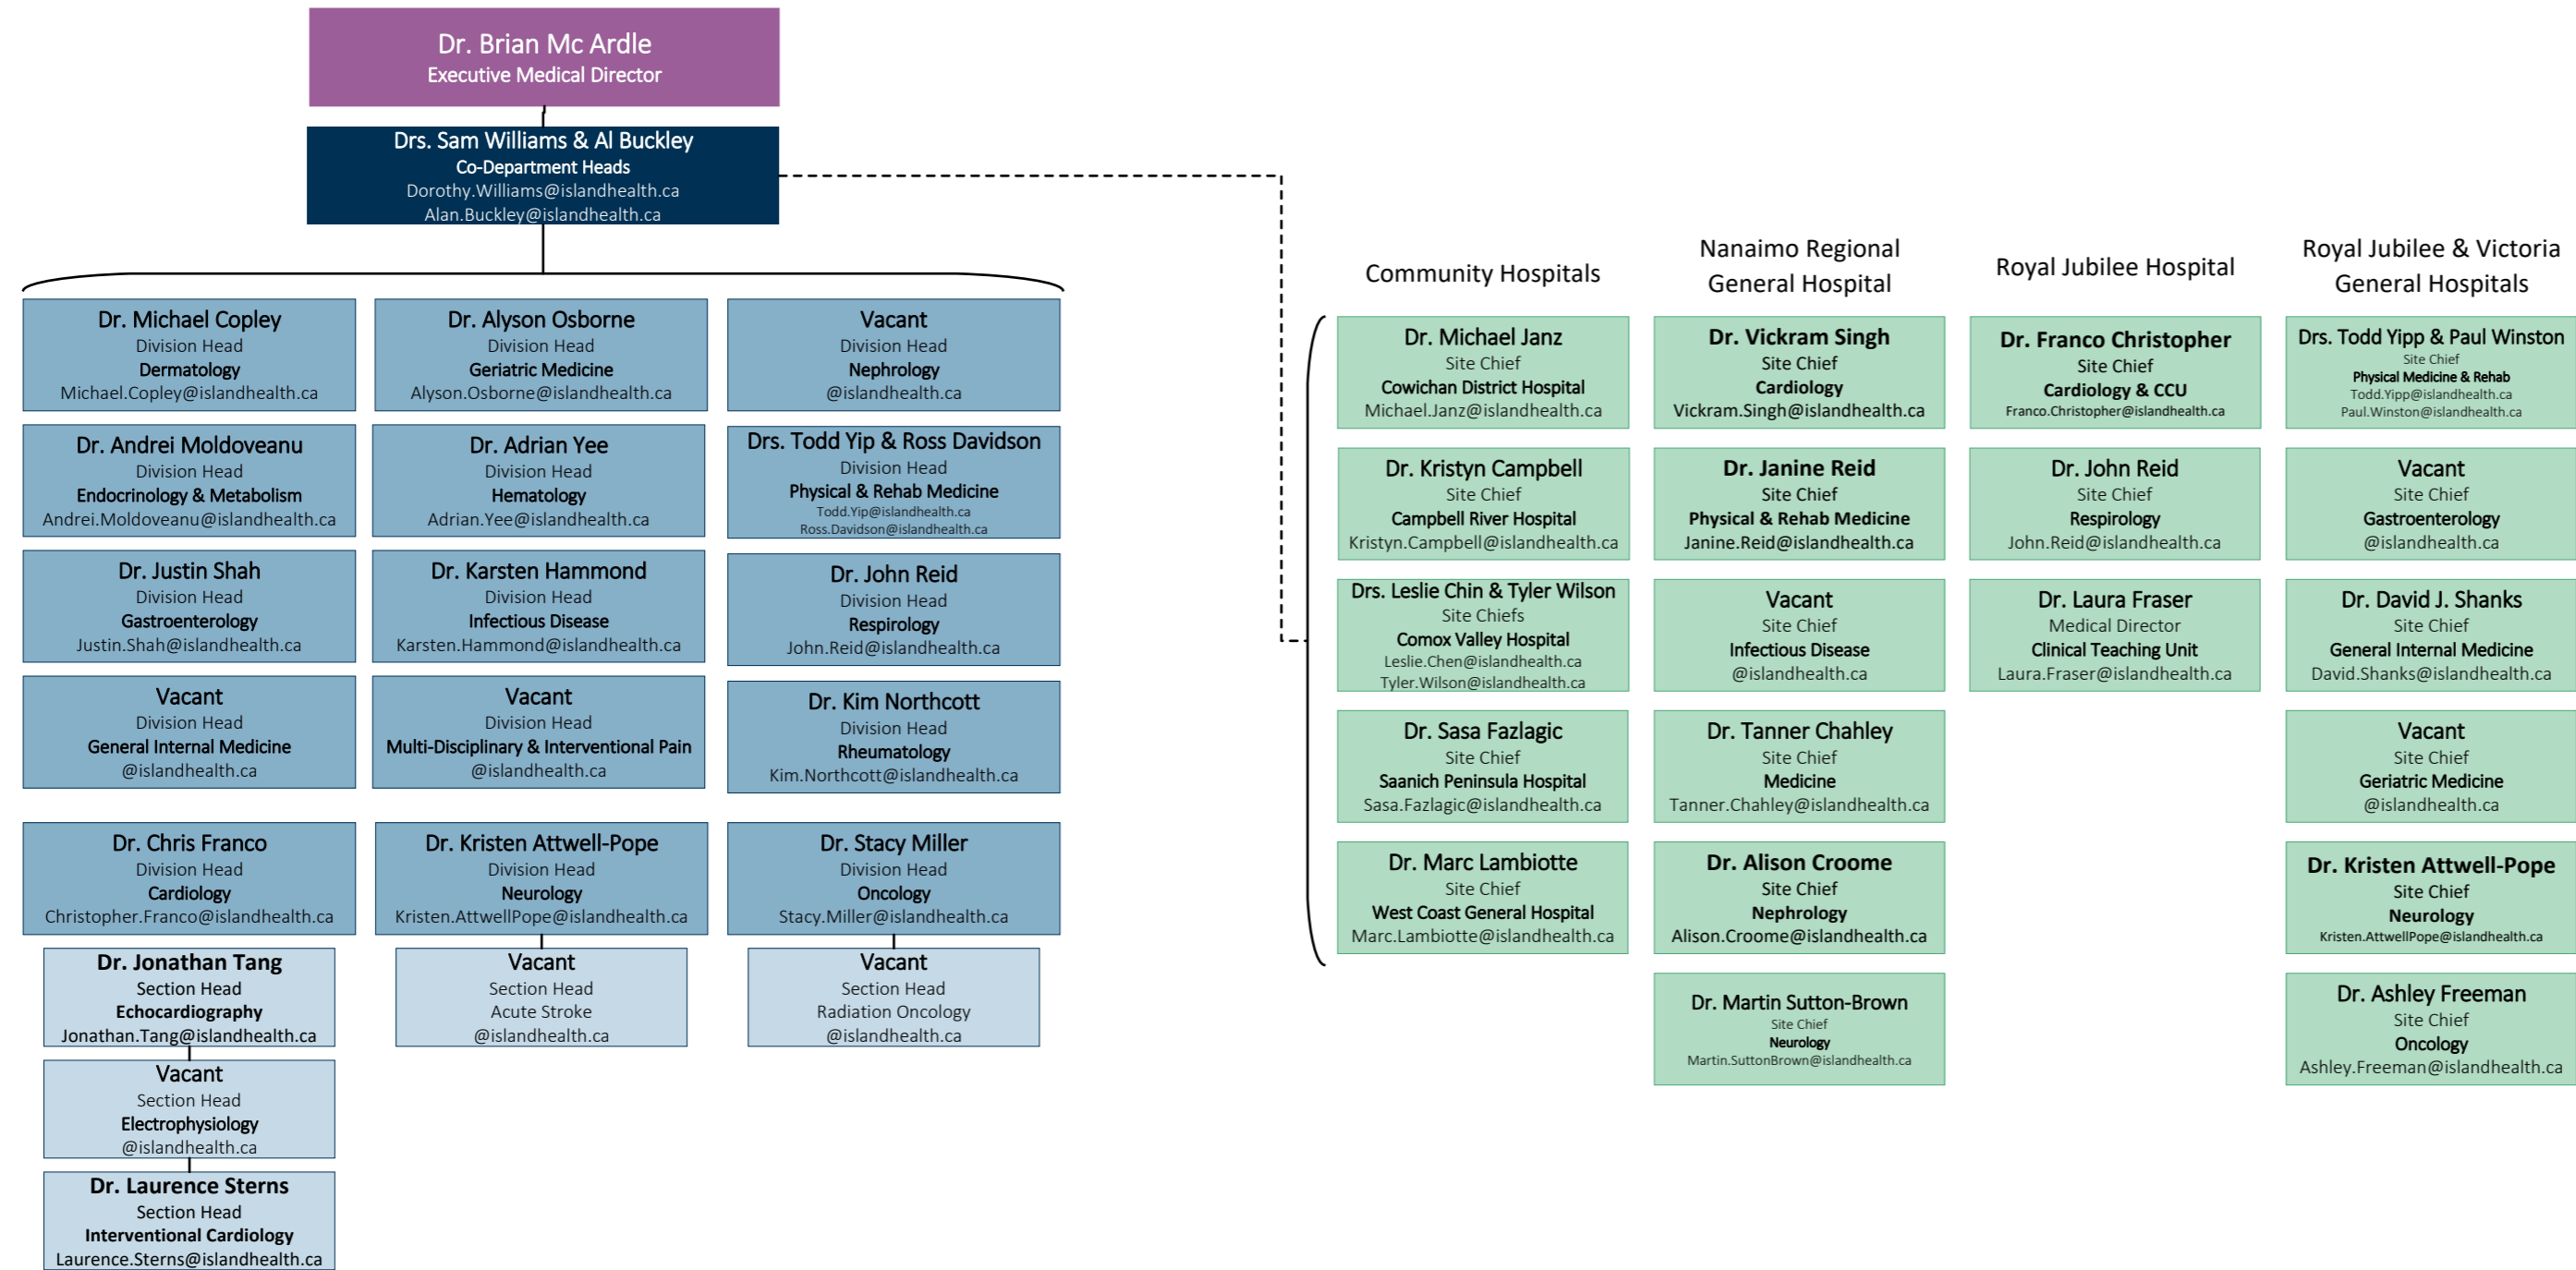 Dr. Brian Mc Ardle
Executive Medical Director
Drs. Sam Williams & Al Buckley
Co-Department Heads
Dorothy.Williams@islandhealth.ca
Alan.Buckley@islandhealth.ca
Dr. Michael Copley
Division Head
Dermatology
Michael.Copley@islandhealth.ca
Dr. Alyson Osborne
Division Head
Geriatric Medicine
Alyson.Osborne@islandhealth.ca
Vacant
Division Head
Nephrology
@islandhealth.ca
Dr. Andrei Moldoveanu
Division Head
Endocrinology & Metabolism
Andrei.Moldoveanu@islandhealth.ca
Dr. Adrian Yee
Division Head
Hematology
Adrian.Yee@islandhealth.ca
Drs. Todd Yip & Ross Davidson
Division Head
Physical & Rehab Medicine
Todd.Yip@islandhealth.ca
Ross.Davidson@islandhealth.ca
Dr. Justin Shah
Division Head
Gastroenterology
Justin.Shah@islandhealth.ca
Dr. Karsten Hammond
Division Head
Infectious Disease
Karsten.Hammond@islandhealth.ca
Dr. John Reid
Division Head
Respirology
John.Reid@islandhealth.ca
Vacant
Division Head
General Internal Medicine
@islandhealth.ca
Vacant
Division Head
Multi-Disciplinary & Interventional Pain
@islandhealth.ca
Dr. Kim Northcott
Division Head
Rheumatology
Kim.Northcott@islandhealth.ca
Dr. Chris Franco
Division Head
Cardiology
Christopher.Franco@islandhealth.ca
Dr. Kristen Attwell-Pope
Division Head
Neurology
Kristen.AttwellPope@islandhealth.ca
Dr. Stacy Miller
Division Head
Oncology
Stacy.Miller@islandhealth.ca
Dr. Jonathan Tang
Section Head
Echocardiography
Jonathan.Tang@islandhealth.ca
Vacant
Section Head
Acute Stroke
@islandhealth.ca
Vacant
Section Head
Radiation Oncology
@islandhealth.ca
Vacant
Section Head
Electrophysiology
@islandhealth.ca
Dr. Laurence Sterns
Section Head
Interventional Cardiology
Laurence.Sterns@islandhealth.ca
Community Hospitals
Dr. Michael Janz
Site Chief
Cowichan District Hospital
Michael.Janz@islandhealth.ca
Dr. Kristyn Campbell
Site Chief
Campbell River Hospital
Kristyn.Campbell@islandhealth.ca
Drs. Leslie Chin & Tyler Wilson
Site Chiefs
Comox Valley Hospital
Leslie.Chen@islandhealth.ca
Tyler.Wilson@islandhealth.ca
Dr. Sasa Fazlagic
Site Chief
Saanich Peninsula Hospital
Sasa.Fazlagic@islandhealth.ca
Dr. Marc Lambiotte
Site Chief
West Coast General Hospital
Marc.Lambiotte@islandhealth.ca
Nanaimo Regional
General Hospital
Dr. Vickram Singh
Site Chief
Cardiology
Vickram.Singh@islandhealth.ca
Dr. Janine Reid
Site Chief
Physical & Rehab Medicine
Janine.Reid@islandhealth.ca
Vacant
Site Chief
Infectious Disease
@islandhealth.ca
Dr. Tanner Chahley
Site Chief
Medicine
Tanner.Chahley@islandhealth.ca
Dr. Alison Croome
Site Chief
Nephrology
Alison.Croome@islandhealth.ca
Dr. Martin Sutton-Brown
Site Chief
Neurology
Martin.SuttonBrown@islandhealth.ca
Royal Jubilee Hospital
Dr. Franco Christopher
Site Chief
Cardiology & CCU
Franco.Christopher@islandhealth.ca
Dr. John Reid
Site Chief
Respirology
John.Reid@islandhealth.ca
Dr. Laura Fraser
Medical Director
Clinical Teaching Unit
Laura.Fraser@islandhealth.ca
Royal Jubilee & Victoria
General Hospitals
Drs. Todd Yipp & Paul Winston
Site Chief
Physical Medicine & Rehab
Todd.Yipp@islandhealth.ca
Paul.Winston@islandhealth.ca
Vacant
Site Chief
Gastroenterology
@islandhealth.ca
Dr. David J. Shanks
Site Chief
General Internal Medicine
David.Shanks@islandhealth.ca
Vacant
Site Chief
Geriatric Medicine
@islandhealth.ca
Dr. Kristen Attwell-Pope
Site Chief
Neurology
Kristen.AttwellPope@islandhealth.ca
Dr. Ashley Freeman
Site Chief
Oncology
Ashley.Freeman@islandhealth.ca